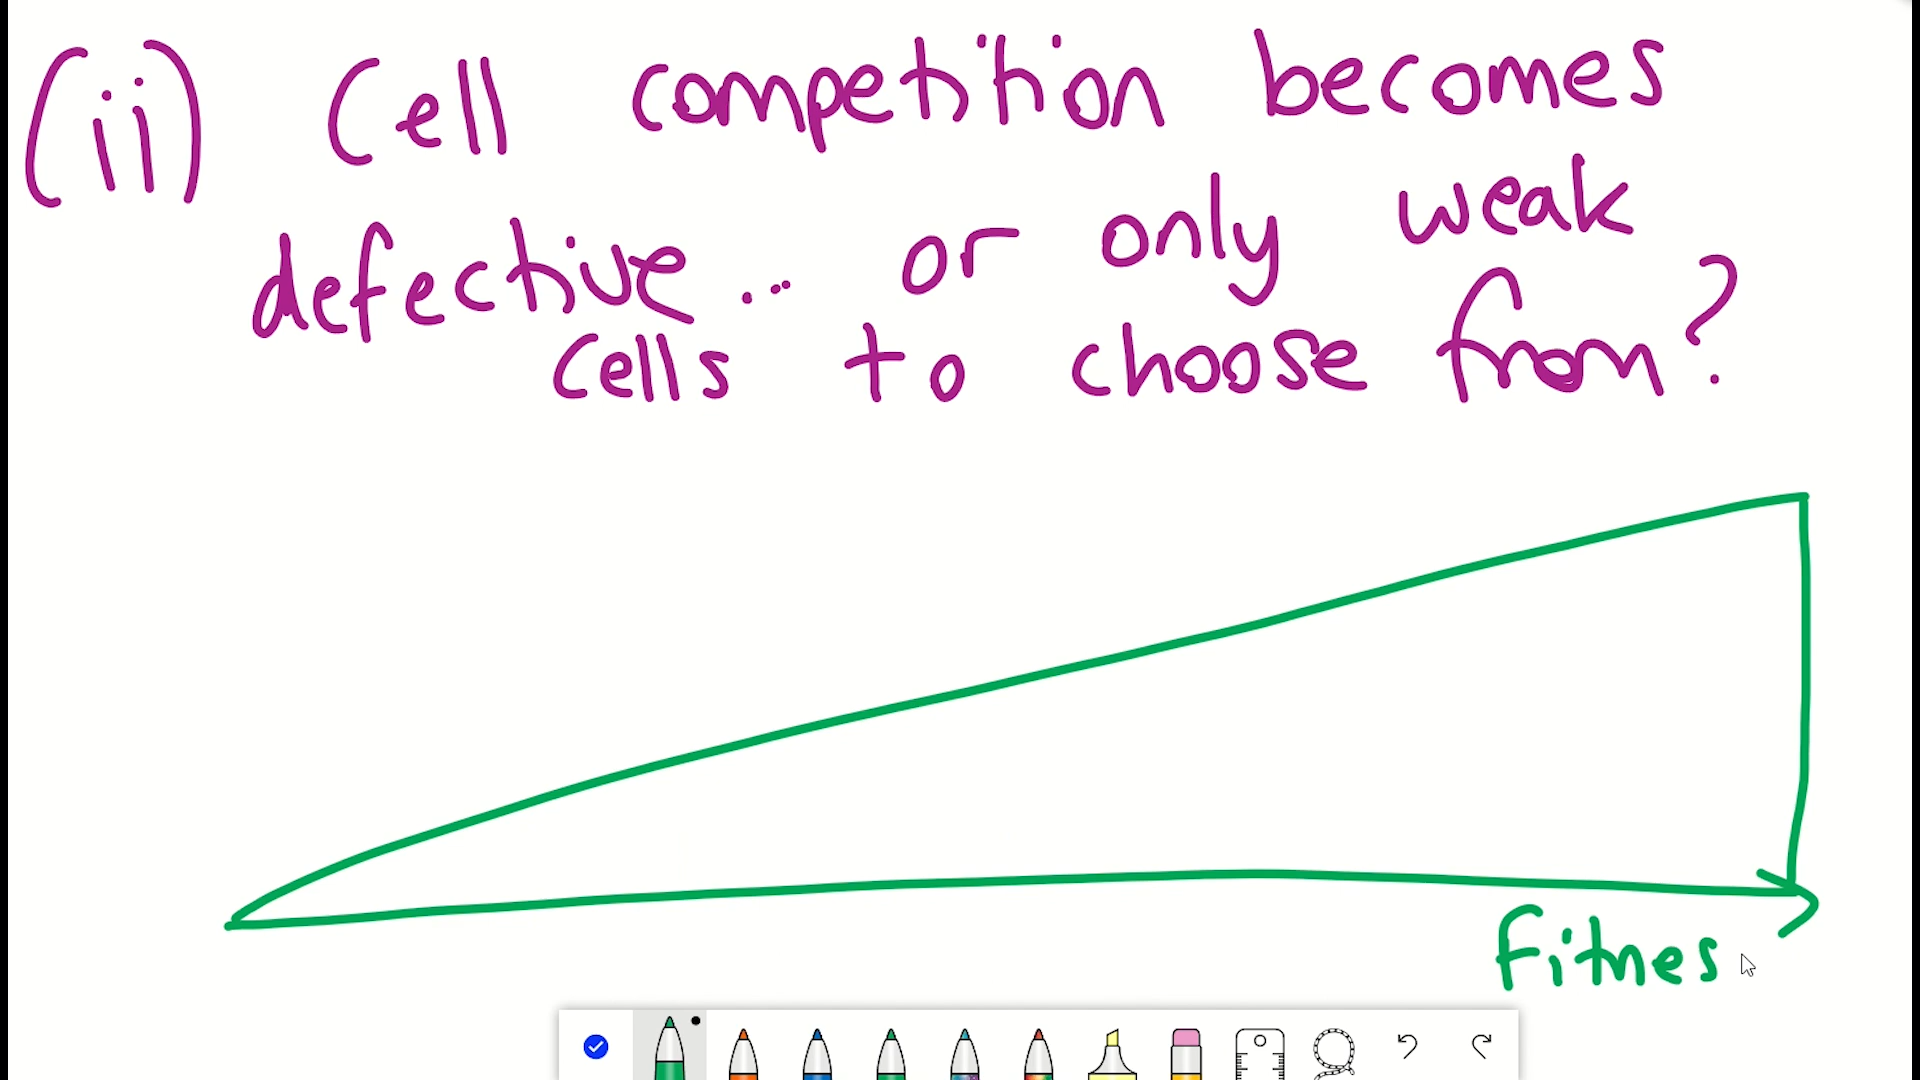 (ii) Cell competition becomes
defective... or only weak
cells to choose from?
Fitnes